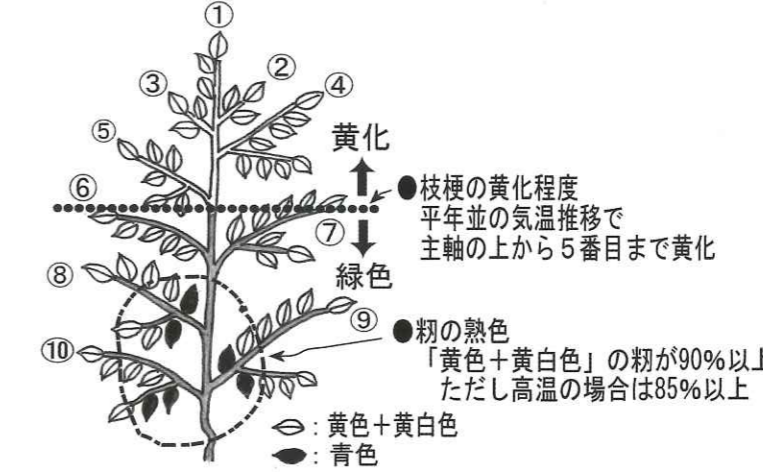 ①
②
③
④
⑤
黄化
⑥
●枝梗の黄化程度
平年並の気温推移で
主軸の上から5番目まで黄化
⑦
緑色
⑧
⑨
⑩
●籾の熟色
「黄色+黄白色」の籾が90%以上
ただし高温の場合は85%以上
:黄色+黄白色
:青色